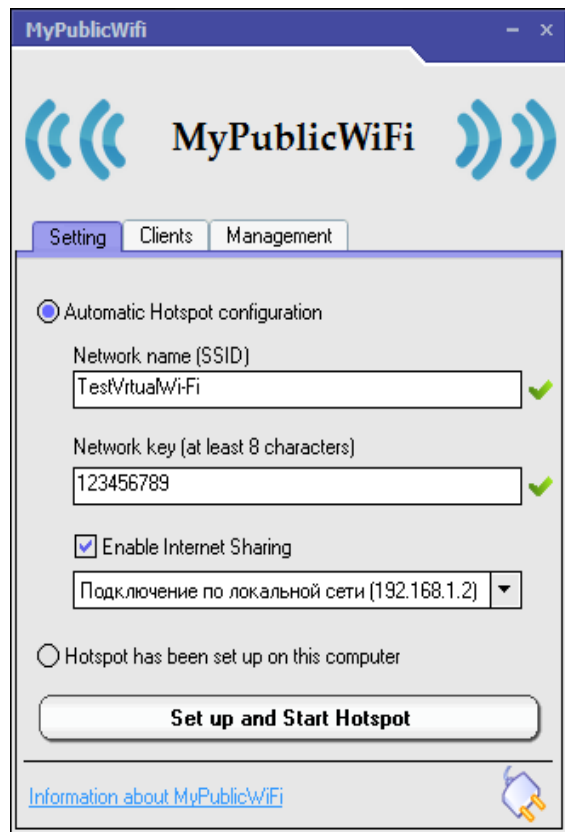 MyPublicWifi
MyPublicWiFi
Setting Clients Management
Automatic Hotspot configuration
Network name (SSID)
TestVrtualWi-Fi
Network key (at least 8 characters)
123456789
Enable Internet Sharing
Подключение по локальной сети (192.168.1.2)
Hotspot has been set up on this computer
Set up and Start Hotspot
Information about MyPublicWiFi